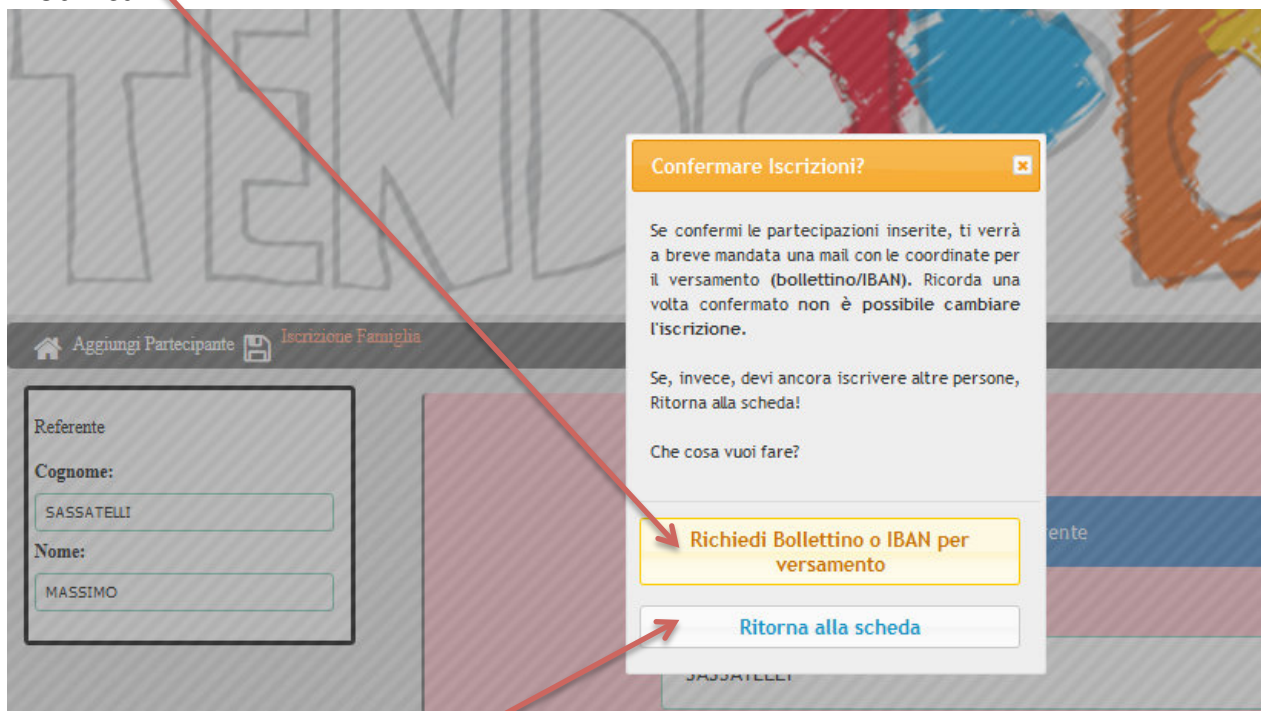 TEND
Confermare Iscrizioni?
Se confermi le partecipazioni inserite, ti verrà
a breve mandata una mail con le coordinate per
il versamento (bollettino/IBAN). Ricorda una
volta confermato non è possibile cambiare
l'iscrizione.
Se, invece, devi ancora iscrivere altre persone,
Ritorna alla scheda!
Che cosa vuoi fare?
Richiedi Bollettino o IBAN per
versamento
Ritorna alla scheda
Aggiungi Partecipante Iscrizione Famiglia
Referente
Cognome:
SASSATELLI
Nome:
MASSIMO
ente
SASSATELLI